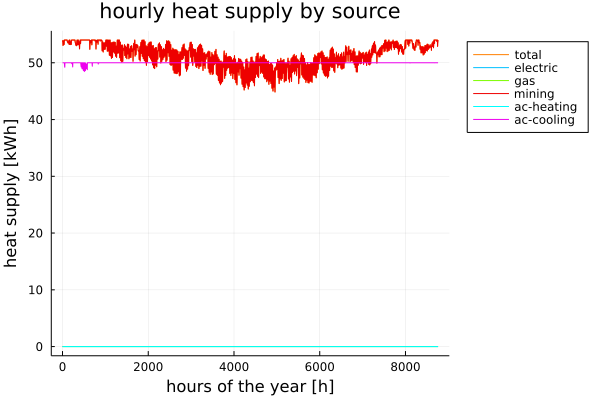 hourly heat supply by source
heat supply [kWh]
50
40
30
20
10
0
0 2000 4000 6000 8000
hours of the year [h]
total
electric
gas
mining
ac-heating
ac-cooling